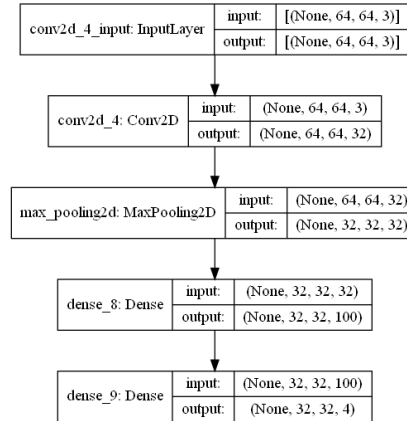 conv2d_4_input: InputLayer
input:
[(None, 64, 64, 3)]
output:
[(None, 64, 64, 3)]
conv2d_4: Conv2D
input:
(None, 64, 64, 3)
output:
(None, 64, 64, 32)
max_pooling2d: MaxPooling2D
input:
(None, 64, 64, 32)
output:
(None, 32, 32, 32)
dense_8: Dense
input:
(None, 32, 32, 32)
output:
(None, 32, 32, 100)
dense_9: Dense
input:
(None, 32, 32, 100)
output:
(None, 32, 32, 4)